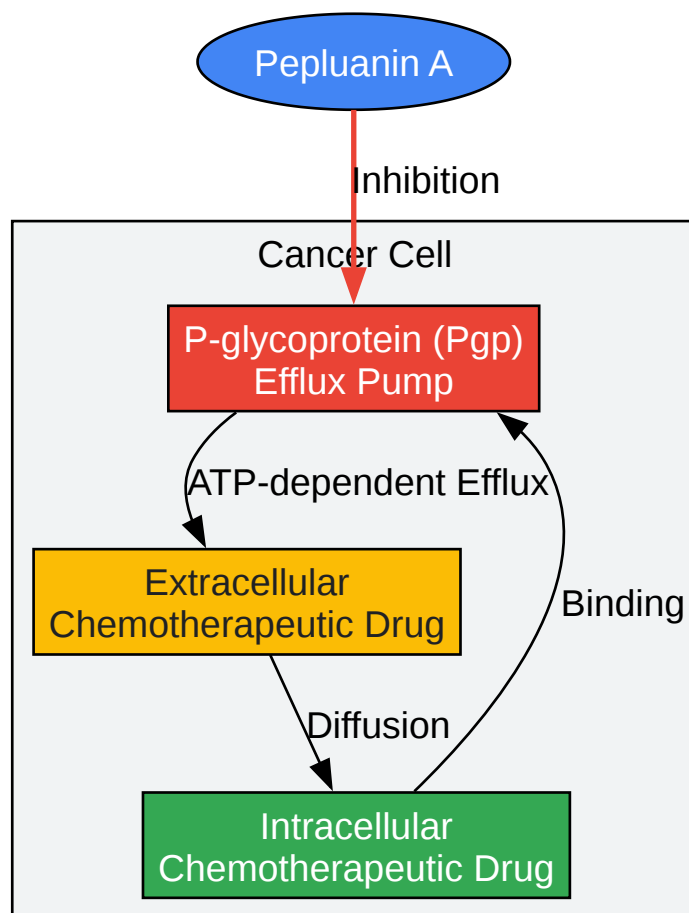 Pepluanin A
Inhibition
Cancer Cell
P-glycoprotein (Pgp)
Efflux Pump
ATP-dependent Efflux
Extracellular
Chemotherapeutic Drug
Binding
Diffusion
Intracellular
Chemotherapeutic Drug